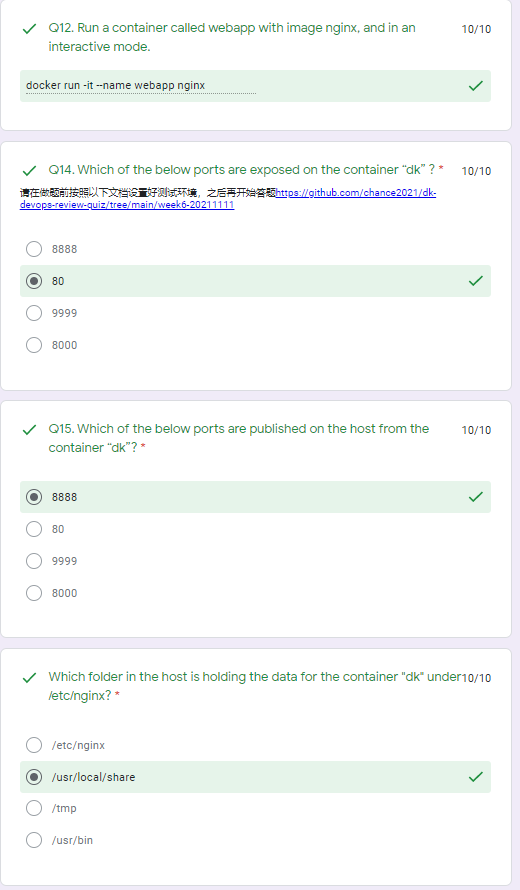 Q12. Run a container called webapp with image nginx, and in an
interactive mode.
10/10
docker run -it --name webapp nginx
Q14. Which of the below ports are exposed on the container “dk” ? *
10/10
请在做题前按照以下文档设置好测试环境，之后再开始答题https://github.com/chance2021/dk-
devops-review-quiz/tree/main/week6-20211111
8888
80
9999
8000
Q15. Which of the below ports are published on the host from the
container “dk”? *
10/10
8888
80
9999
8000
Which folder in the host is holding the data for the container "dk" under
/etc/nginx? *
10/10
/etc/nginx
/usr/local/share
/tmp
/usr/bin